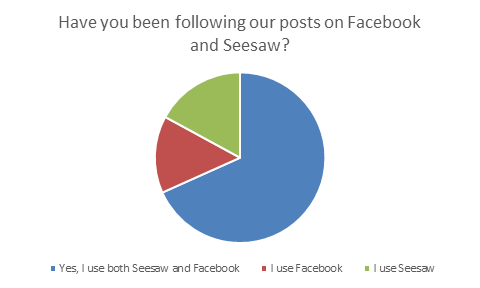 Have you been following our posts on Facebook
and Seesaw?
Yes, I use both Seesaw and Facebook
I use Facebook
I use Seesaw